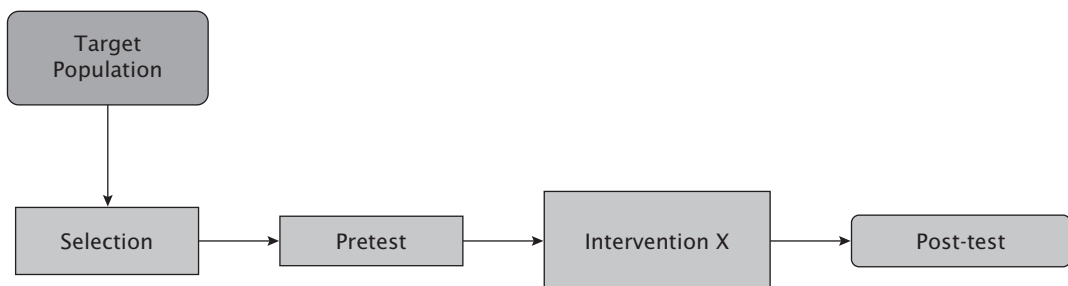 Target
Population
Selection
Pretest
Intervention X
Post-test